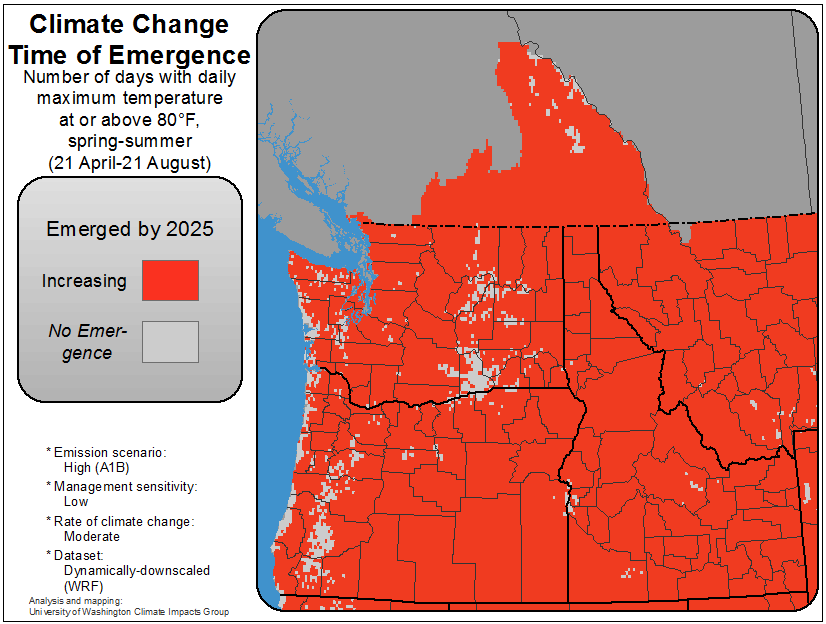 Climate Change
Time of Emergence
Number of days with daily
maximum temperature
at or above 80°F,
spring-summer
(21 April-21 August)
Emerged by 2025
Increasing
No Emer-
gence
* Emission scenario:
High (A1B)
* Management sensitivity:
Low
* Rate of climate change:
Moderate
* Dataset:
Dynamically-downscaled
(WRF)
Analysis and mapping:
University of Washington Climate Impacts Group